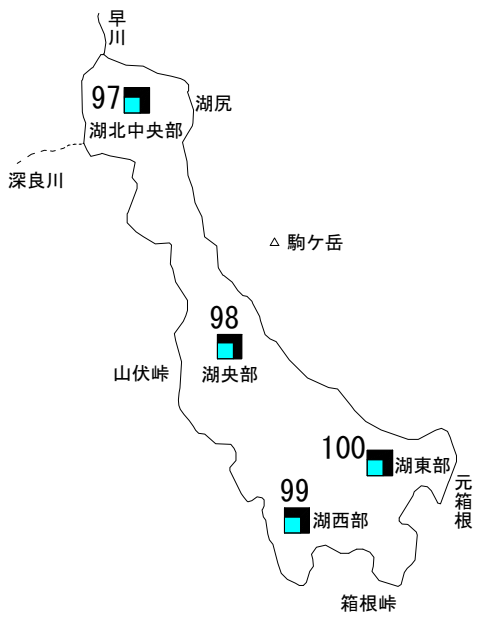 早川
97
湖尻
湖北中央部
深良川
駒ケ岳
98
山伏峠
湖央部
100
湖東部
元箱根
99
湖西部
箱根峠